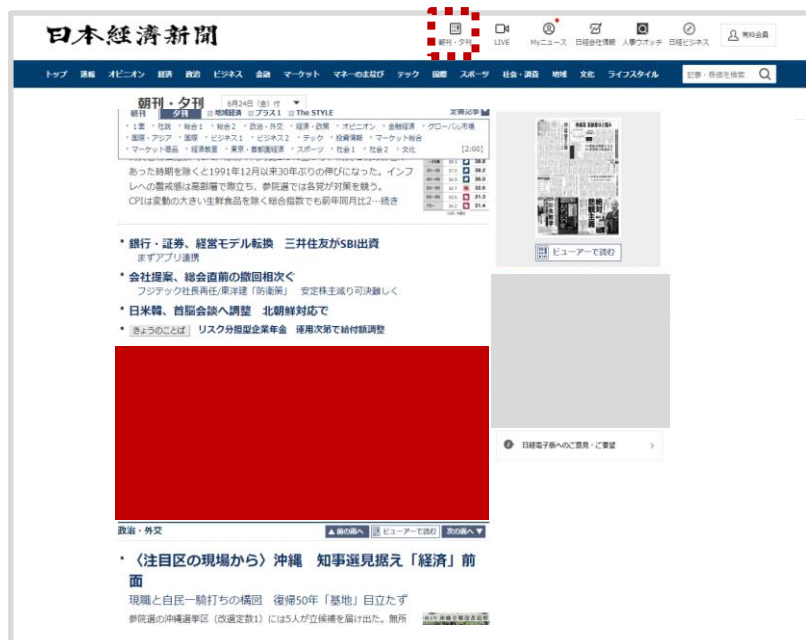 日本経済新聞
朝刊・夕刊
LIVE
Myニュース
日経会社情報
人事ウオッチ
日経ビジネス
有料会員
トップ 速報 オピニオン 経済 政治 ビジネス 金融 マーケット マネーのまなび テック 国際 スポーツ 社会・調査 地域 文化 ライフスタイル
記事・株価を検索
朝刊・夕刊
6月24日(金)付
朝刊 夕刊 地域経済 プラス1 The STYLE 定期記事
・1面 ・社説 ・総合1 ・総合2 ・政治・外交 ・経済・政策 ・オピニオン ・金融経済 ・グローバル市場
・国際・アジア ・国際 ・ビジネス1 ・ビジネス2 ・テック ・投資情報 ・マーケット総合
・マーケット商品 ・経済教室 ・東京・首都圏経済 ・スポーツ ・社会1 ・社会2 ・文化 [2:00]
あった時期を除くと1991年12月以来30年ぶりの伸びになった。インフ
レへの警戒感は高部署で際立ち、参院選では各党が対策を競う。
CPIは変動の大きい生鮮食品を除く総合指数でも前年同月比2…続き
・銀行・証券、経営モデル転換 三井住友がSBI出資
まずアプリ連携
・会社提案、総会直前の撤回相次ぐ
フジテック社長再任/東洋建「防衛策」 安定株主減り可決難しく
・日米韓、首脳会談へ調整 北朝鮮対応で
・きょうのことば リスク分担型企業年金 運用次第で給付額調整
ビューアーで読む
日経電子版へのご意見・ご要望
政治・外交
▲前の面へ ビューアーで読む 次の面へ▼
・〈注目区の現場から〉沖縄 知事選見据え「経済」前
面
現職と自民一騎打ちの構図 復帰50年「基地」目立たず
参院選の沖縄選挙区(改選定数1)には5人が立候補を届け出た。無所